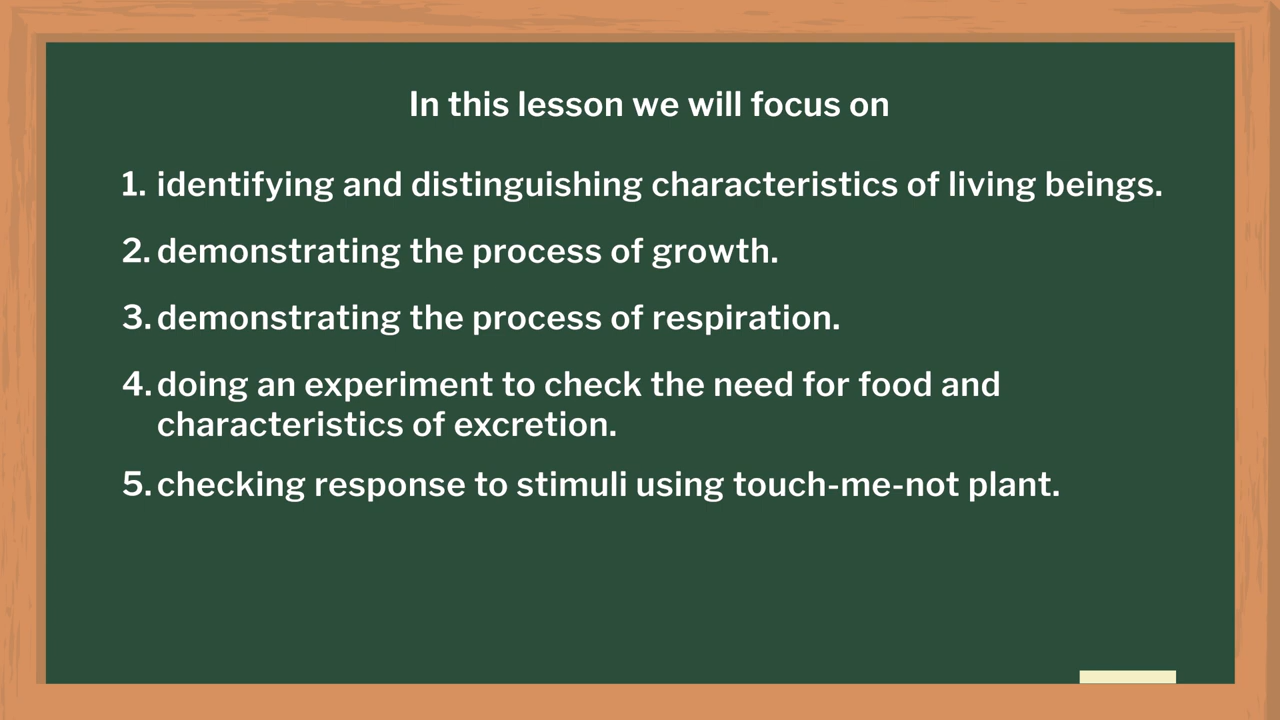 In this lesson we will focus on
1. identifying and distinguishing characteristics of living beings.
2. demonstrating the process of growth.
3. demonstrating the process of respiration.
4. doing an experiment to check the need for food and
characteristics of excretion.
5. checking response to stimuli using touch-me-not plant.